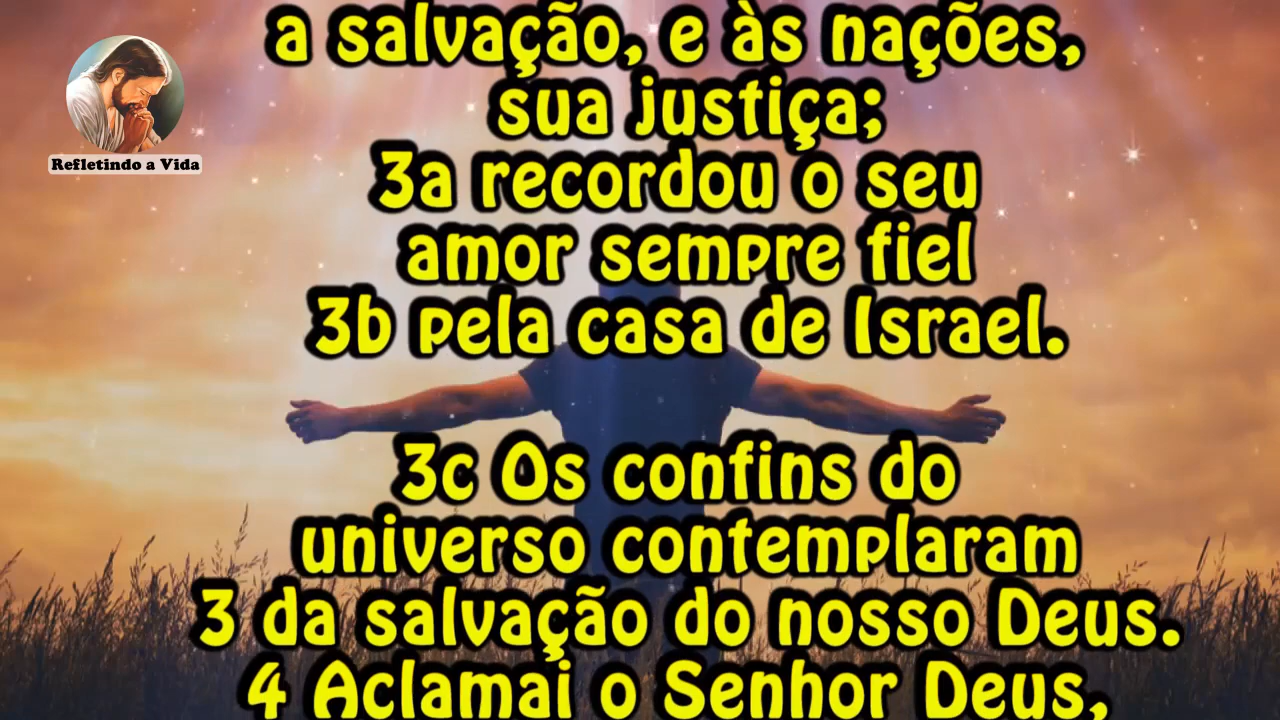 a salvação, e às nações,
sua justiça;
3a recordou o seu
amor sempre fiel
3b pela casa de Israel.
3c Os confins do
universo contemplaram
3 da salvação do nosso Deus.
4 Aclamai o Senhor Deus,
Refletindo a Vida